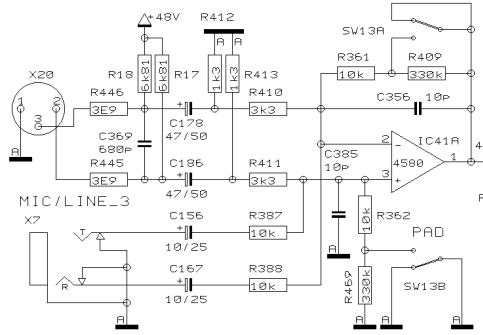 +48V
R412
A
A
SW13A
X20
R18
6k81
6k81
R17
1k3
1k3
R413
R361
10k
R409
330k
R446
3E9
R410
3k3
C356
10p
1
2
3
A
C369
680p
C178
47/50
C385
10p
IC41A
2
-
4580
1
3
+
4
R445
3E9
C186
47/50
R411
3k3
MIC/LINE_3
X7
C156
10/25
R387
10k
10k
R362
PAD
T
A
R
C167
10/25
R388
10k
R469
330k
SW13B
A
A
A
A